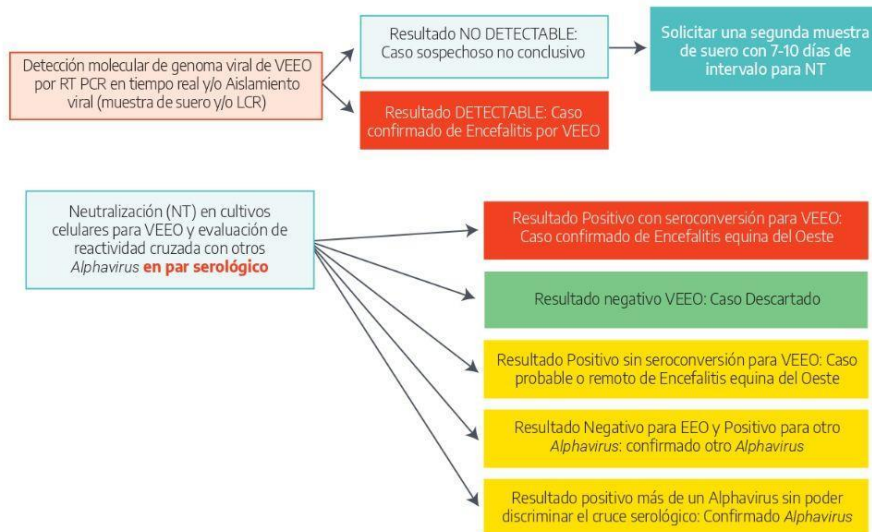 Detección molecular de genoma viral de VEEO
por RT PCR en tiempo real y/o Aislamiento
viral (muestra de suero y/o LCR)
Resultado NO DETECTABLE:
Caso sospechoso no conclusivo
Solicitar una segunda muestra
de suero con 7-10 días de
intervalo para NT
Resultado DETECTABLE: Caso
confirmado de Encefalitis por VEEO
Neutralización (NT) en cultivos
celulares para VEEO y evaluación de
reactividad cruzada con otros
Alphavirus en par serológico
Resultado Positivo con seroconversión para VEEO:
Caso confirmado de Encefalitis equina del Oeste
Resultado negativo VEEO: Caso Descartado
Resultado Positivo sin seroconversión para VEEO: Caso
probable o remoto de Encefalitis equina del Oeste
Resultado Negativo para EEO y Positivo para otro
Alphavirus: confirmado otro Alphavirus
Resultado positivo más de un Alphavirus sin poder
discriminar el cruce serológico: Confirmado Alphavirus